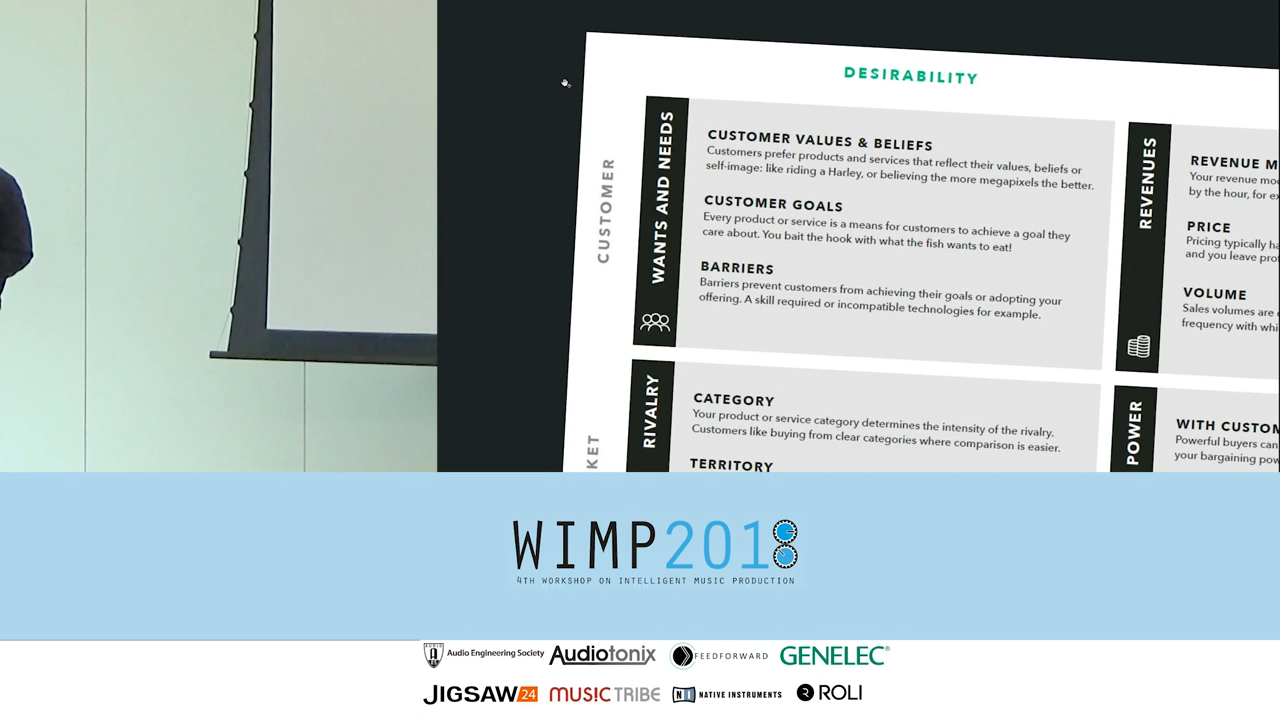 DESIRABILITY
CUSTOMER
WANTS AND NEEDS
CUSTOMER VALUES & BELIEFS
Customers prefer products and services that reflect their values, beliefs or
self-image: like riding a Harley, or believing the more megapixels the better.
CUSTOMER GOALS
Every product or service is a means for customers to achieve a goal they
care about. You bait the hook with what the fish wants to eat!
BARRIERS
Barriers prevent customers from achieving their goals or adopting your
offering. A skill required or incompatible technologies for example.
REVENUES
REVENUE M
Your revenue mo
by the hour, for ex
PRICE
Pricing typically ha
and you leave pro
VOLUME
Sales volumes are
frequency with whi
KET
RIVALRY
CATEGORY
Your product or service category determines the intensity of the rivalry.
Customers like buying from clear categories where comparison is easier.
TERRITORY
POWER
WITH CUSTOM
Powerful buyers can
your bargaining pow
WIMP2018
4TH WORKSHOP ON INTELLIGENT MUSIC PRODUCTION
AUDIO
Audio Engineering Society
Audiotonix
FEEDFORWARD
GENELEC®
JIGSAW24
MUSIC TRIBE
NI NATIVE INSTRUMENTS
ROLI